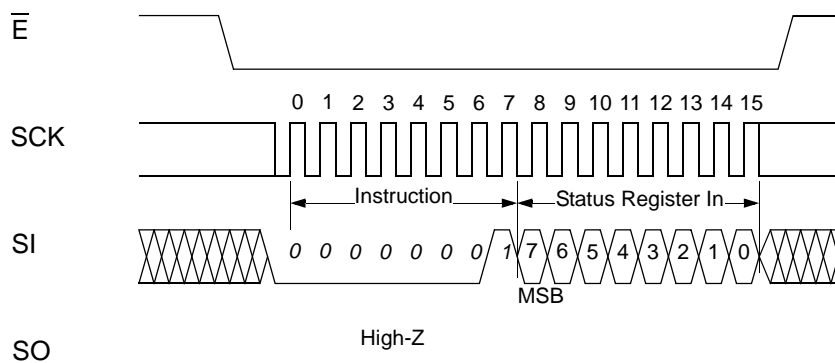 E
0 1 2 3 4 5 6 7 8 9 10 11 12 13 14 15
SCK
Instruction Status Register In
SI 0 0 0 0 0 0 0 1 7 6 5 4 3 2 1 0
MSB
High-Z
SO